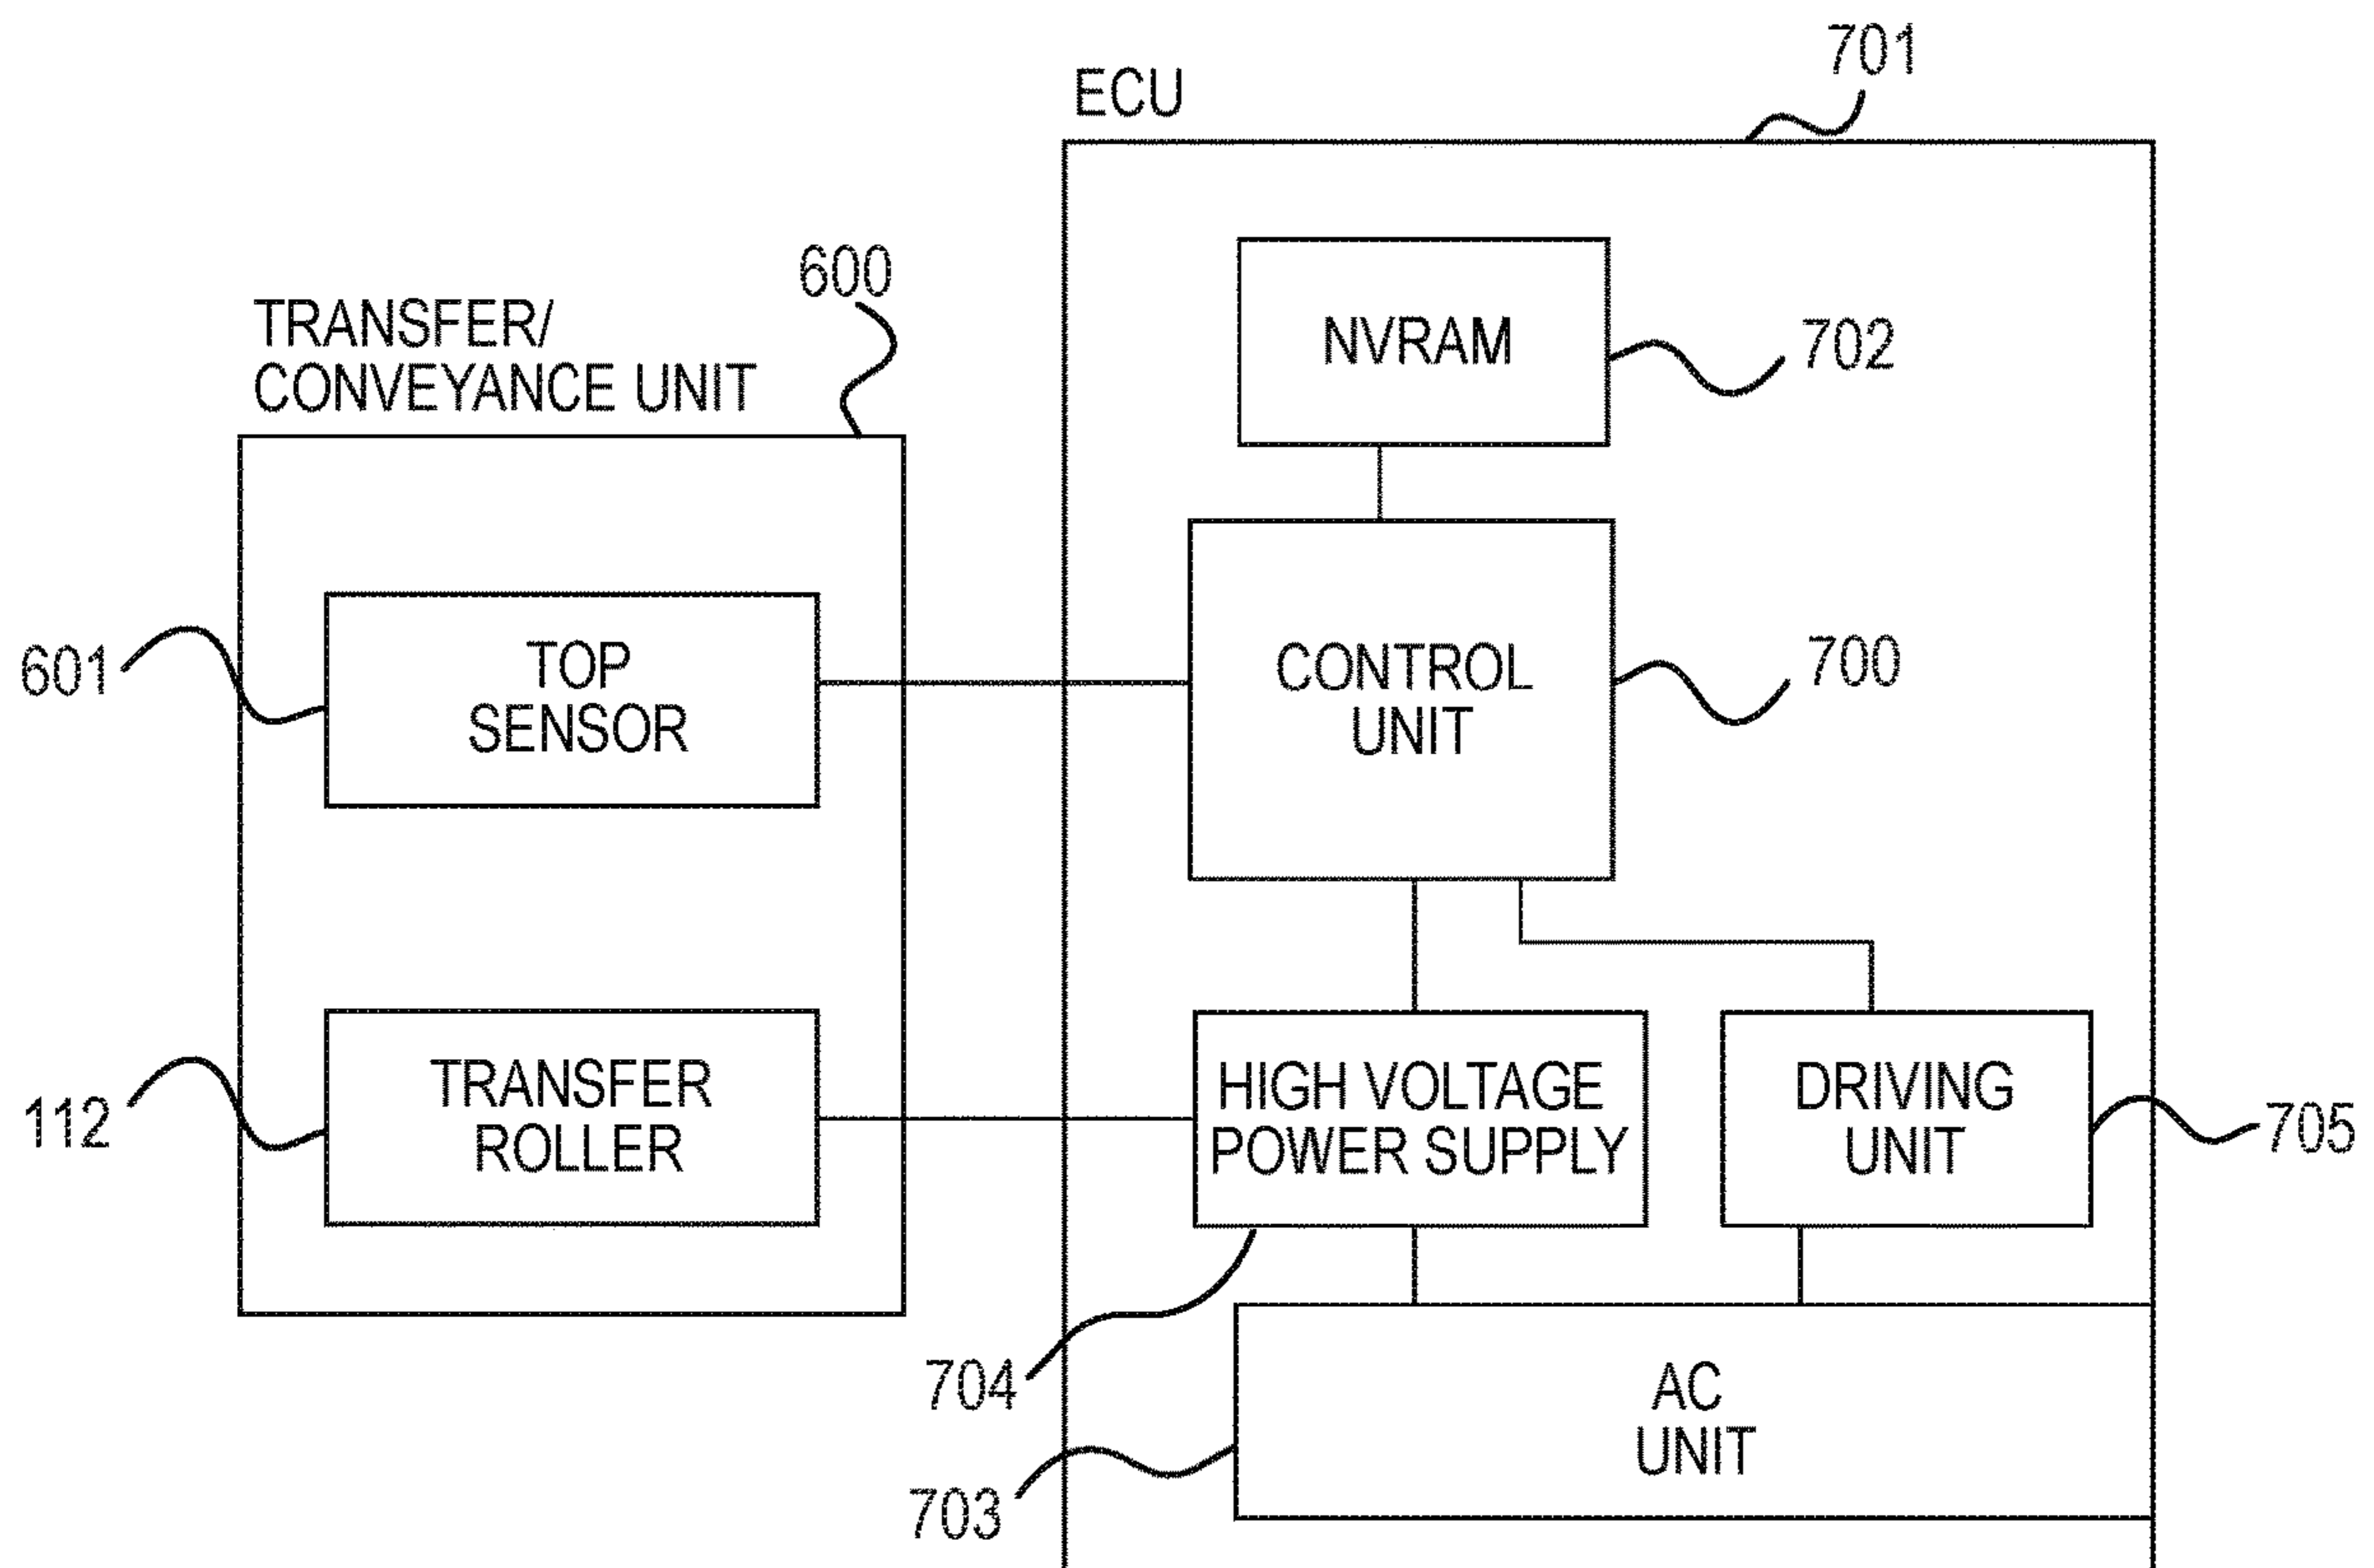 701
ECU
600
TRANSFER/
CONVEYANCE UNIT
NVRAM
702
601
TOP
SENSOR
CONTROL
UNIT
700
112
TRANSFER
ROLLER
HIGH VOLTAGE
POWER SUPPLY
DRIVING
UNIT
705
704
AC
UNIT
703